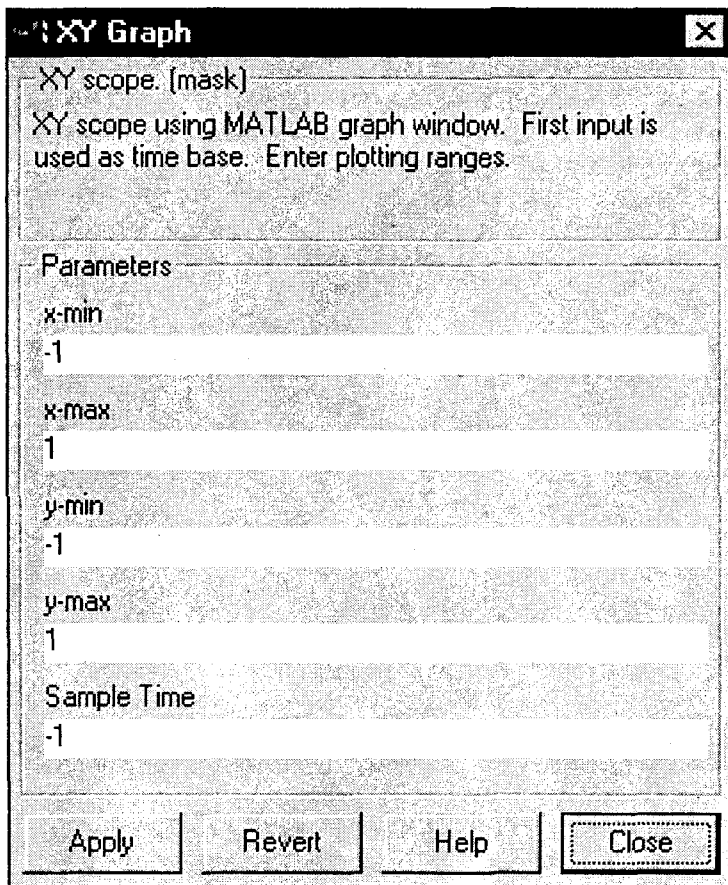 XY Graph
XY scope. (mask)
XY scope using MATLAB graph window. First input is
used as time base. Enter plotting ranges.
Parameters
x-min
-1
x-max
1
y-min
-1
y-max
1
Sample Time
-1
Apply Revert Help Close